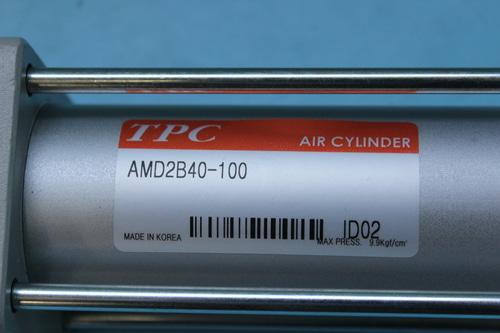 TPC AIR CYLINDER
AMD2B40-100
MADE IN KOREA ID02
MAX PRESS. 9.9Kgf/cm²